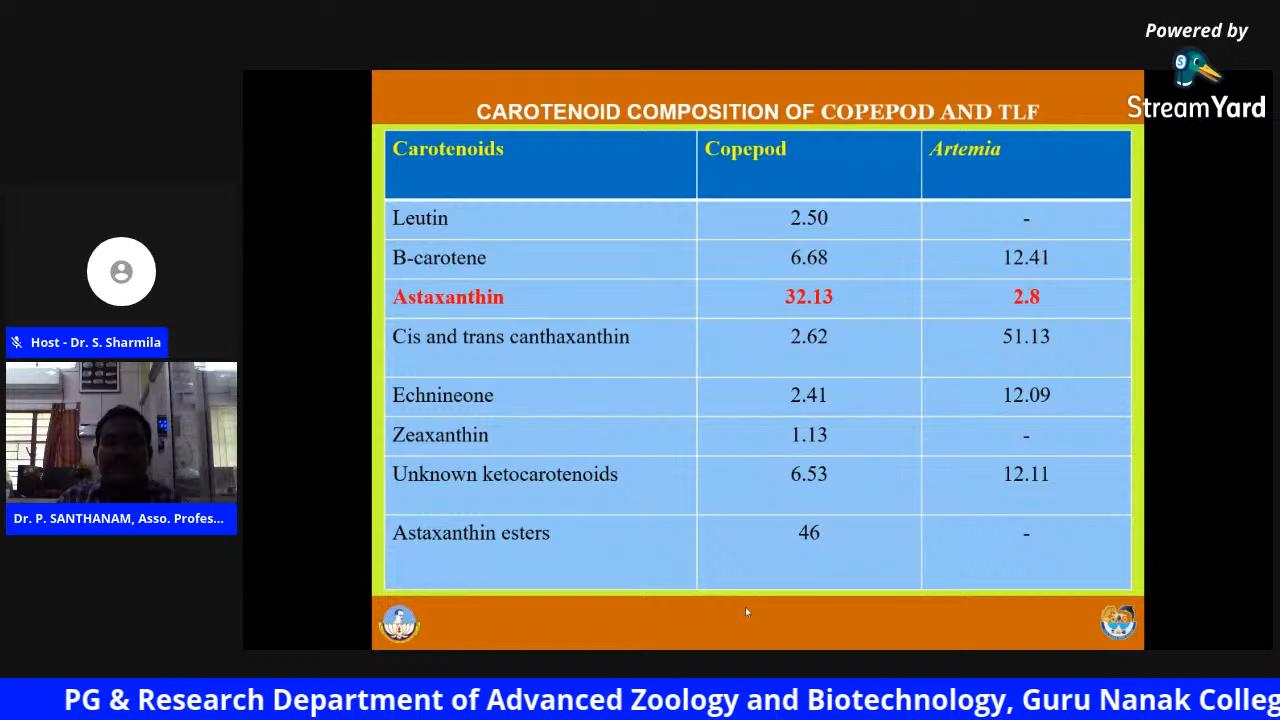 Powered by
StreamYard
CAROTENOID COMPOSITION OF COPEPOD AND TLF
Carotenoids Copepod Artemia
Leutin 2.50 -
B-carotene 6.68 12.41
Astaxanthin 32.13 2.8
Cis and trans canthaxanthin 2.62 51.13
Echnineone 2.41 12.09
Zeaxanthin 1.13 -
Unknown ketocarotenoids 6.53 12.11
Astaxanthin esters 46 -
Host - Dr. S. Sharmila
Dr. P. SANTHANAM, Asso. Profes...
PG & Research Department of Advanced Zoology and Biotechnology, Guru Nanak Colleg